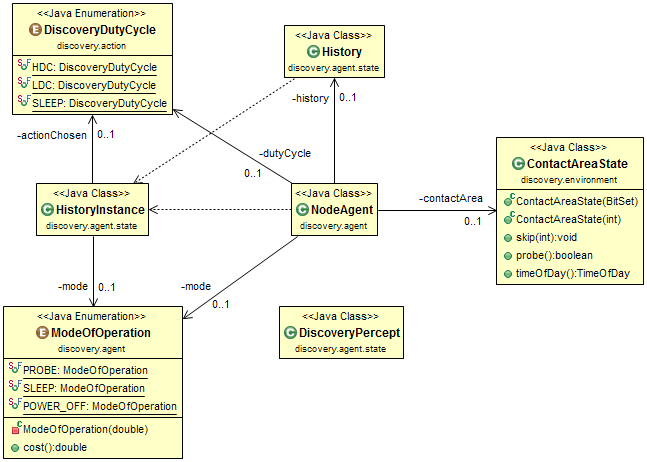 <<Java Enumeration>>
DiscoveryDutyCycle
discovery.action
HDC: DiscoveryDutyCycle
LDC: DiscoveryDutyCycle
SLEEP: DiscoveryDutyCycle
<<Java Class>>
History
discovery.agent.state
-history
0..1
-actionChosen
0..1
-dutyCycle
0..1
<<Java Class>>
ContactAreaState
discovery.environment
ContactAreaState(BitSet)
ContactAreaState(int)
skip(int):void
probe():boolean
timeOfDay():TimeOfDay
<<Java Class>>
HistoryInstance
discovery.agent.state
<<Java Class>>
NodeAgent
discovery.agent
-contactArea
0..1
-mode
0..1
-mode
0..1
<<Java Enumeration>>
ModeOfOperation
discovery.agent
PROBE: ModeOfOperation
SLEEP: ModeOfOperation
POWER_OFF: ModeOfOperation
ModeOfOperation(double)
cost():double
<<Java Class>>
DiscoveryPercept
discovery.agent.state